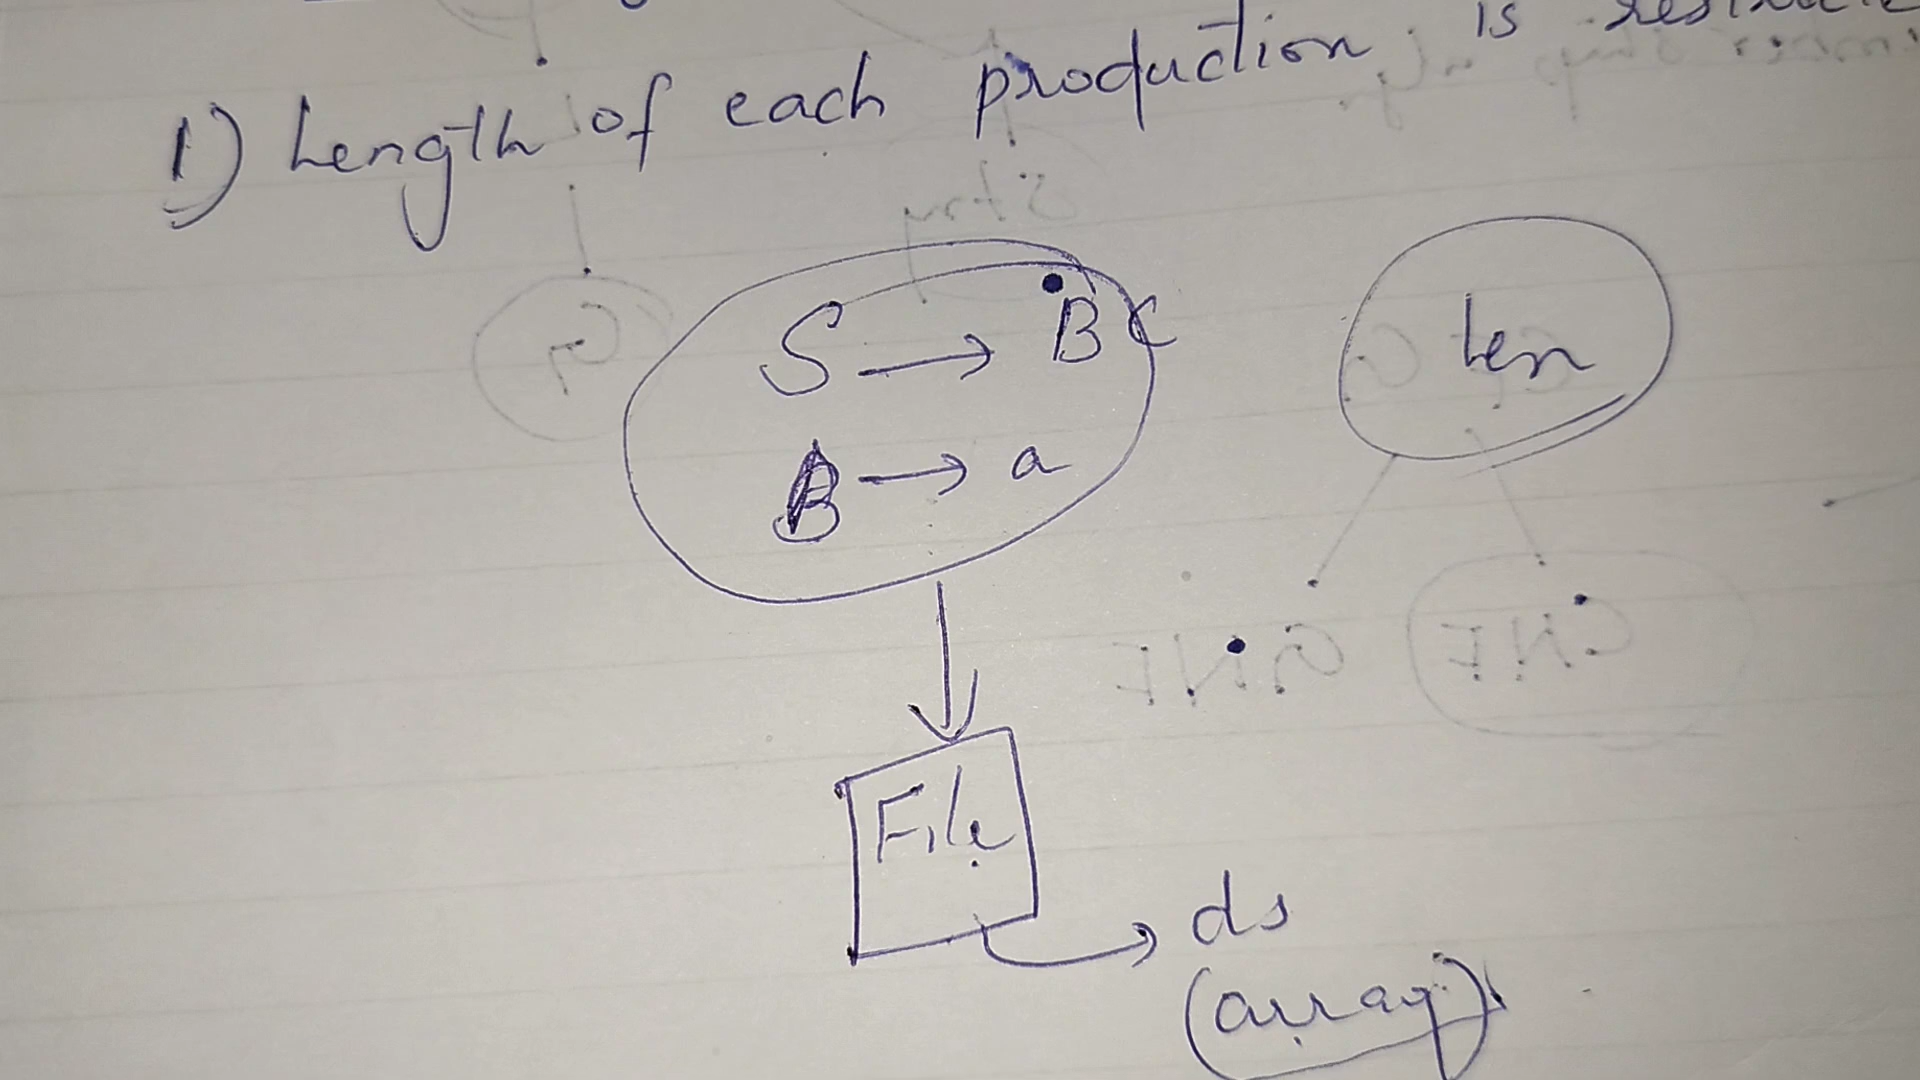 1) Length of each production is
S → BC
len
B → a
File
ds
(array)